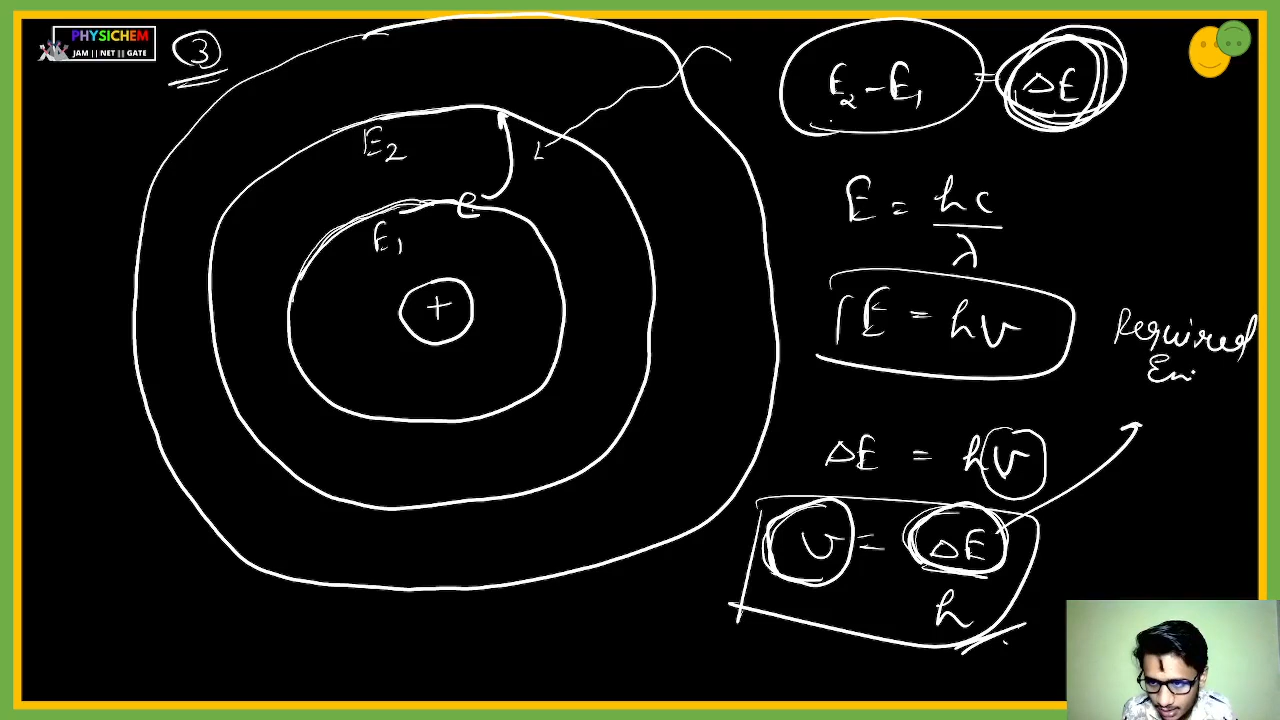 PHYSICHEM
JAM || NET || GATE
3
E₂
e
E₁
+
E₂ - E₁ = ΔE
E = hc/λ
E = hν
Required
En.
ΔE = hν
ν = ΔE/h